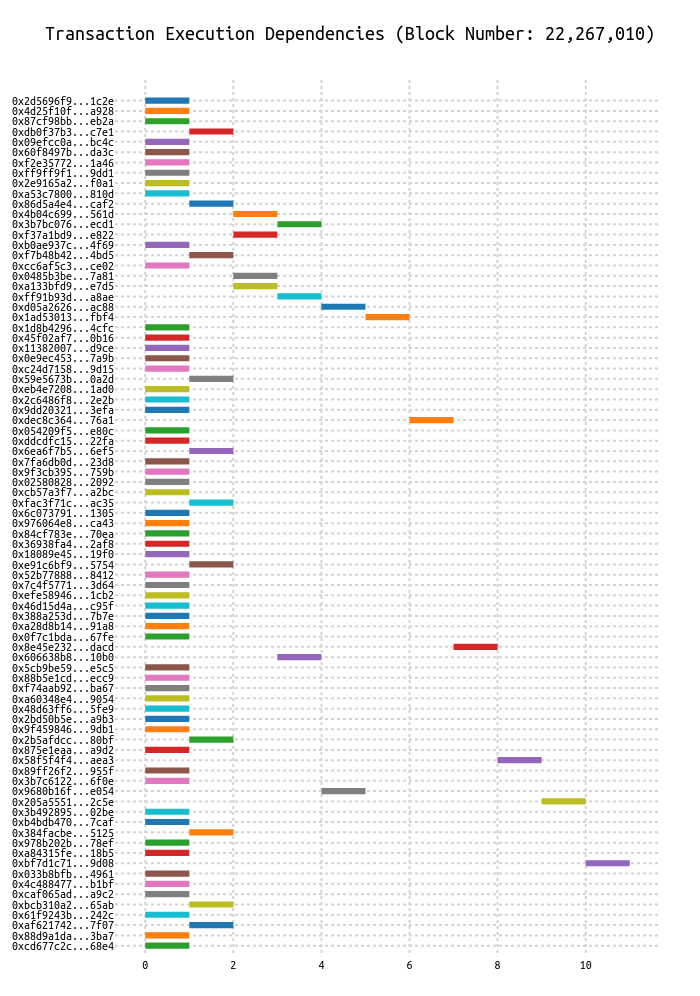 Transaction Execution Dependencies (Block Number: 22,267,010)
0x2d5696f9...1c2e
0x4d25f10f...a928
0x87cf98bb...eb2a
0xdb0f37b3...c7e1
0x09efcc0a...bc4c
0x60f8497b...da3c
0xf2e35772...1a46
0xff9ff9f1...9dd1
0x2e9165a2...f0a1
0xa53c7800...810d
0x86d5a4e4...caf2
0x4b04c699...561d
0x3b7bc076...ecd1
0xf37a1bd9...e822
0xb0ae937c...4f69
0xf7b48b42...4bd5
0xcc6af5c3...ce02
0x0485b3be...7a81
0xa133bfd9...e7d5
0xff91b93d...a8ae
0xd05a2626...ac88
0x1ad53013...fbf4
0x1d8b4296...4cfc
0x45f02af7...0b16
0x11382007...d9ce
0x0e9ec453...7a9b
0xc24d7158...9d15
0x59e5673b...0a2d
0xeb4e7208...1ad0
0x2c6486f8...2e2b
0x9dd20321...3efa
0xdec8c364...76a1
0x054209f5...e80c
0xddcdfc15...22fa
0x6ea6f7b5...6ef5
0x7fa6db0d...23d8
0x9f3cb395...759b
0x02580828...2092
0xcb57a3f7...a2bc
0xfac3f71c...ac35
0x6c073791...1305
0x976064e8...ca43
0x84cf783e...70ea
0x36938fa4...2af8
0x18089e45...19f0
0xe91c6bf9...5754
0x52b77888...8412
0x7c4f5771...3d64
0xefe58946...1cb2
0x46d15d4a...c95f
0x388a253d...7b7e
0xa28d8b14...91a8
0x0f7c1bda...67fe
0x8e45e232...dacd
0x606638b8...10b0
0x5cb9be59...e5c5
0x88b5e1cd...ecc9
0xf74aab92...ba67
0xa60348e4...9054
0x48d63ff6...5fe9
0x2bd50b5e...a9b3
0x9f459846...9db1
0x2b5afdcc...80bf
0x875e1eaa...a9d2
0x58f5f4f4...aea3
0x89ff26f2...955f
0x3b7c6122...6f0e
0x9680b16f...e054
0x205a5551...2c5e
0x3b492895...02be
0xb4bdb470...7caf
0x384facbe...5125
0x978b202b...78ef
0xa84315fe...18b5
0xbf7d1c71...9d08
0x033b8bfb...4961
0x4c488477...b1bf
0xcaf065ad...a9c2
0xbcb310a2...65ab
0x61f9243b...242c
0xaf621742...7f07
0x88d9a1da...3ba7
0xcd677c2c...68e4
0 2 4 6 8 10